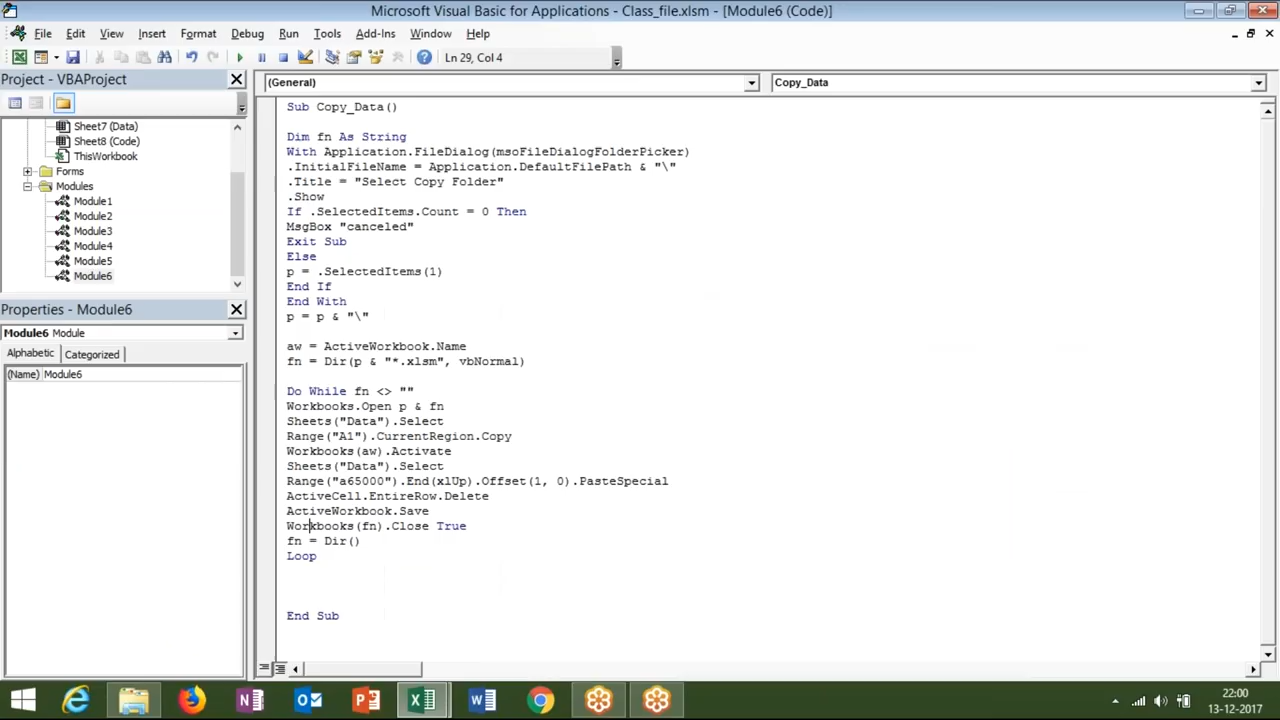 Microsoft Visual Basic for Applications - Class_file.xlsm - [Module6 (Code)]
File Edit View Insert Format Debug Run Tools Add-Ins Window Help
Ln 29, Col 4
Project - VBAProject
(General)
Copy_Data
Sheet7 (Data)
Sheet8 (Code)
ThisWorkbook
Forms
Modules
Module1
Module2
Module3
Module4
Module5
Module6
Properties - Module6
Module6 Module
Alphabetic Categorized
(Name) Module6
Sub Copy_Data()
Dim fn As String
With Application.FileDialog(msoFileDialogFolderPicker)
.InitialFileName = Application.DefaultFilePath & "\"
.Title = "Select Copy Folder"
.Show
If .SelectedItems.Count = 0 Then
MsgBox "canceled"
Exit Sub
Else
p = .SelectedItems(1)
End If
End With
p = p & "\"
aw = ActiveWorkbook.Name
fn = Dir(p & "*.xlsm", vbNormal)
Do While fn <> ""
Workbooks.Open p & fn
Sheets("Data").Select
Range("A1").CurrentRegion.Copy
Workbooks(aw).Activate
Sheets("Data").Select
Range("a65000").End(xlUp).Offset(1, 0).PasteSpecial
ActiveCell.EntireRow.Delete
ActiveWorkbook.Save
Workbooks(fn).Close True
fn = Dir()
Loop
End Sub
22:00
13-12-2017